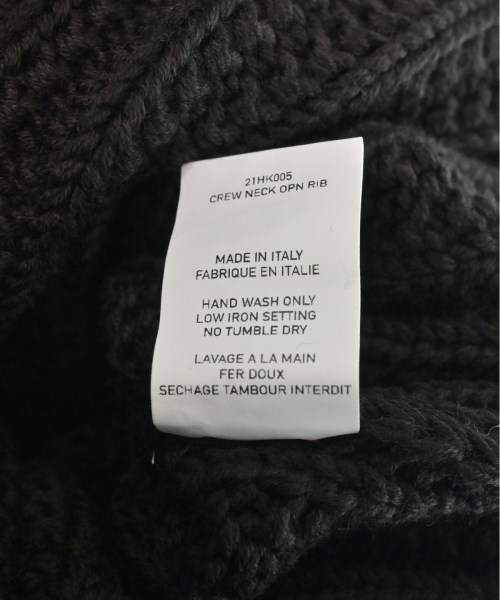 21HK005
CREW NECK OPN RIB
MADE IN ITALY
FABRIQUE EN ITALIE
HAND WASH ONLY
LOW IRON SETTING
NO TUMBLE DRY
LAVAGE A LA MAIN
FER DOUX
SECHAGE TAMBOUR INTERDIT